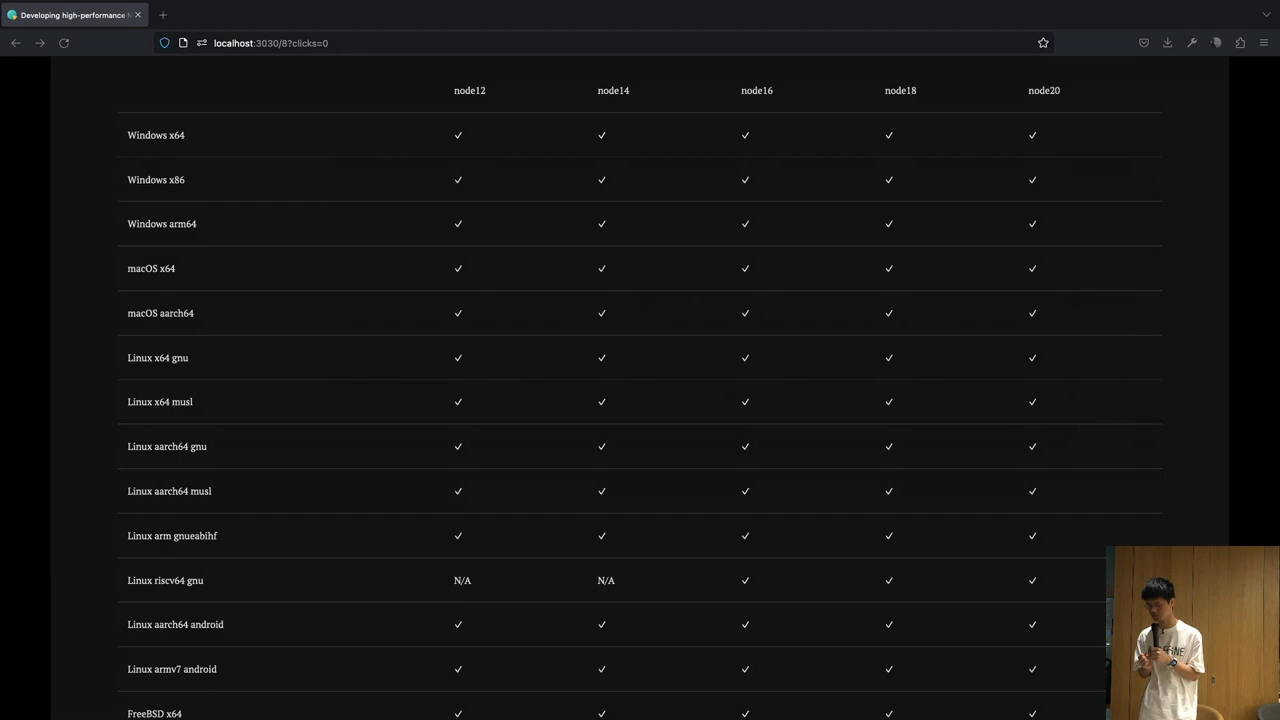 Developing high-performance N
localhost:3030/8?clicks=0
node12 node14 node16 node18 node20
Windows x64 ✓ ✓ ✓ ✓ ✓
Windows x86 ✓ ✓ ✓ ✓ ✓
Windows arm64 ✓ ✓ ✓ ✓ ✓
macOS x64 ✓ ✓ ✓ ✓ ✓
macOS aarch64 ✓ ✓ ✓ ✓ ✓
Linux x64 gnu ✓ ✓ ✓ ✓ ✓
Linux x64 musl ✓ ✓ ✓ ✓ ✓
Linux aarch64 gnu ✓ ✓ ✓ ✓ ✓
Linux aarch64 musl ✓ ✓ ✓ ✓ ✓
Linux arm gnueabihf ✓ ✓ ✓ ✓ ✓
Linux riscv64 gnu N/A N/A ✓ ✓ ✓
Linux aarch64 android ✓ ✓ ✓ ✓ ✓
Linux armv7 android ✓ ✓ ✓ ✓ ✓
FreeBSD x64 ✓ ✓ ✓ ✓ ✓